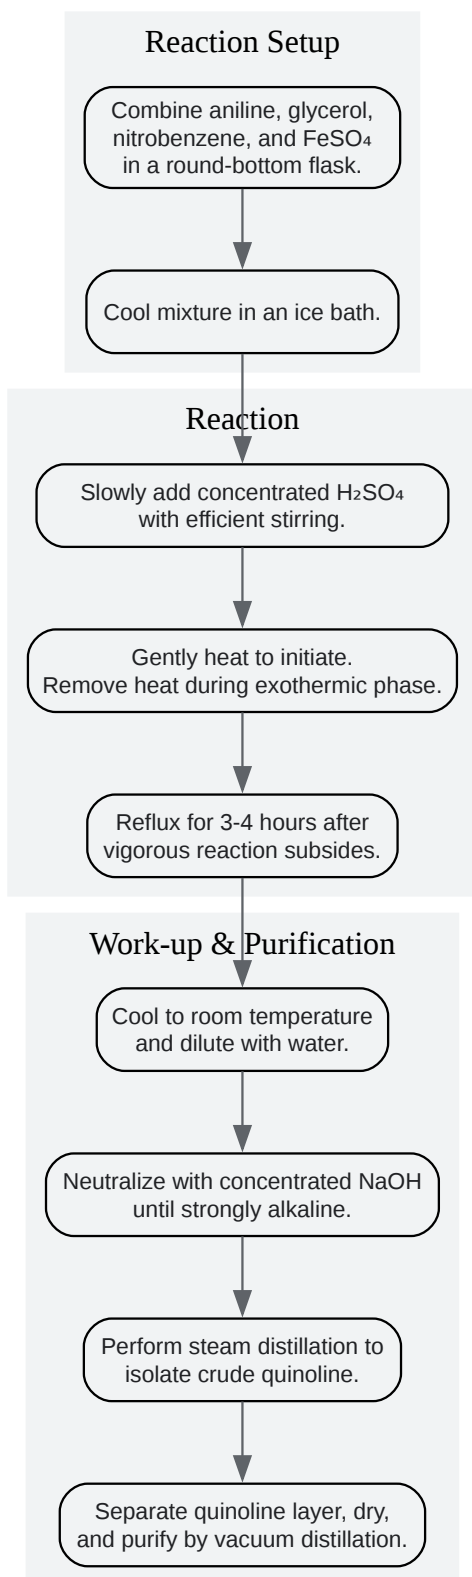 Reaction Setup
Combine aniline, glycerol,
nitrobenzene, and FeSO₄
in a round-bottom flask.
Cool mixture in an ice bath.
Reaction
Slowly add concentrated H₂SO₄
with efficient stirring.
Gently heat to initiate.
Remove heat during exothermic phase.
Reflux for 3-4 hours after
vigorous reaction subsides.
Work-up & Purification
Cool to room temperature
and dilute with water.
Neutralize with concentrated NaOH
until strongly alkaline.
Perform steam distillation to
isolate crude quinoline.
Separate quinoline layer, dry,
and purify by vacuum distillation.